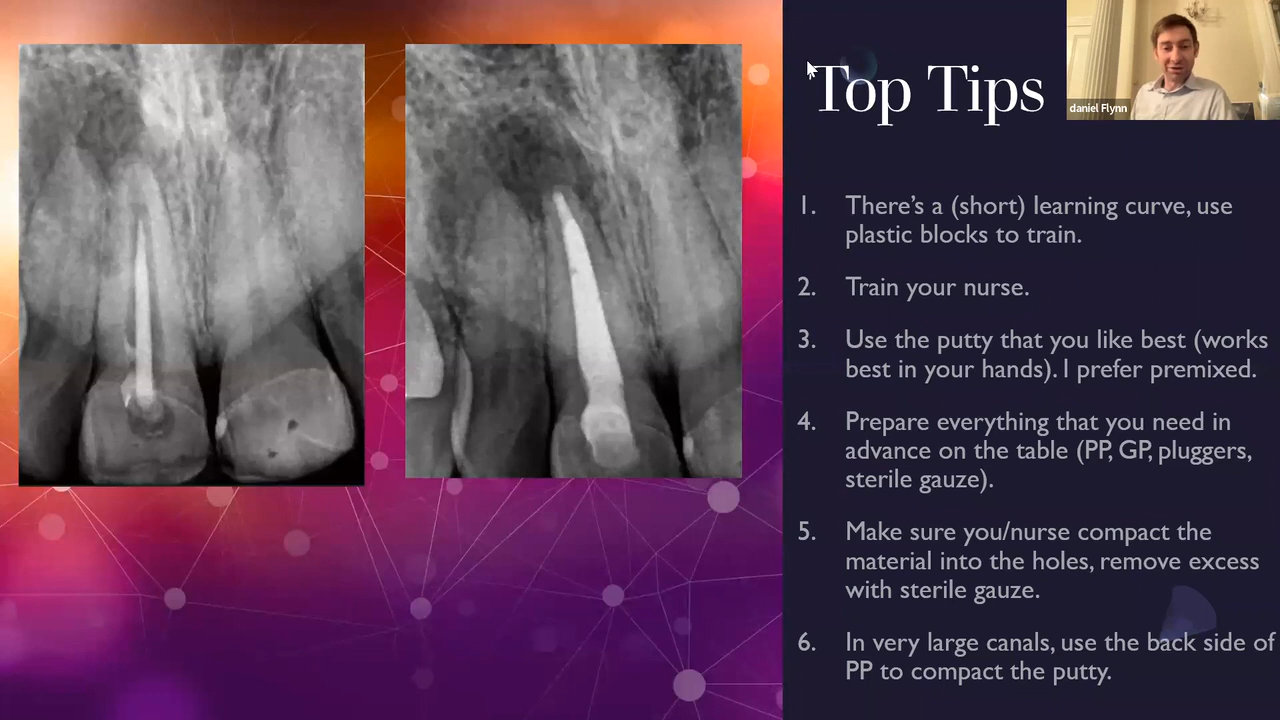 Top Tips
daniel Flynn
1. There's a (short) learning curve, use
plastic blocks to train.
2. Train your nurse.
3. Use the putty that you like best (works
best in your hands). I prefer premixed.
4. Prepare everything that you need in
advance on the table (PP, GP, pluggers,
sterile gauze).
5. Make sure you/nurse compact the
material into the holes, remove excess
with sterile gauze.
6. In very large canals, use the back side of
PP to compact the putty.